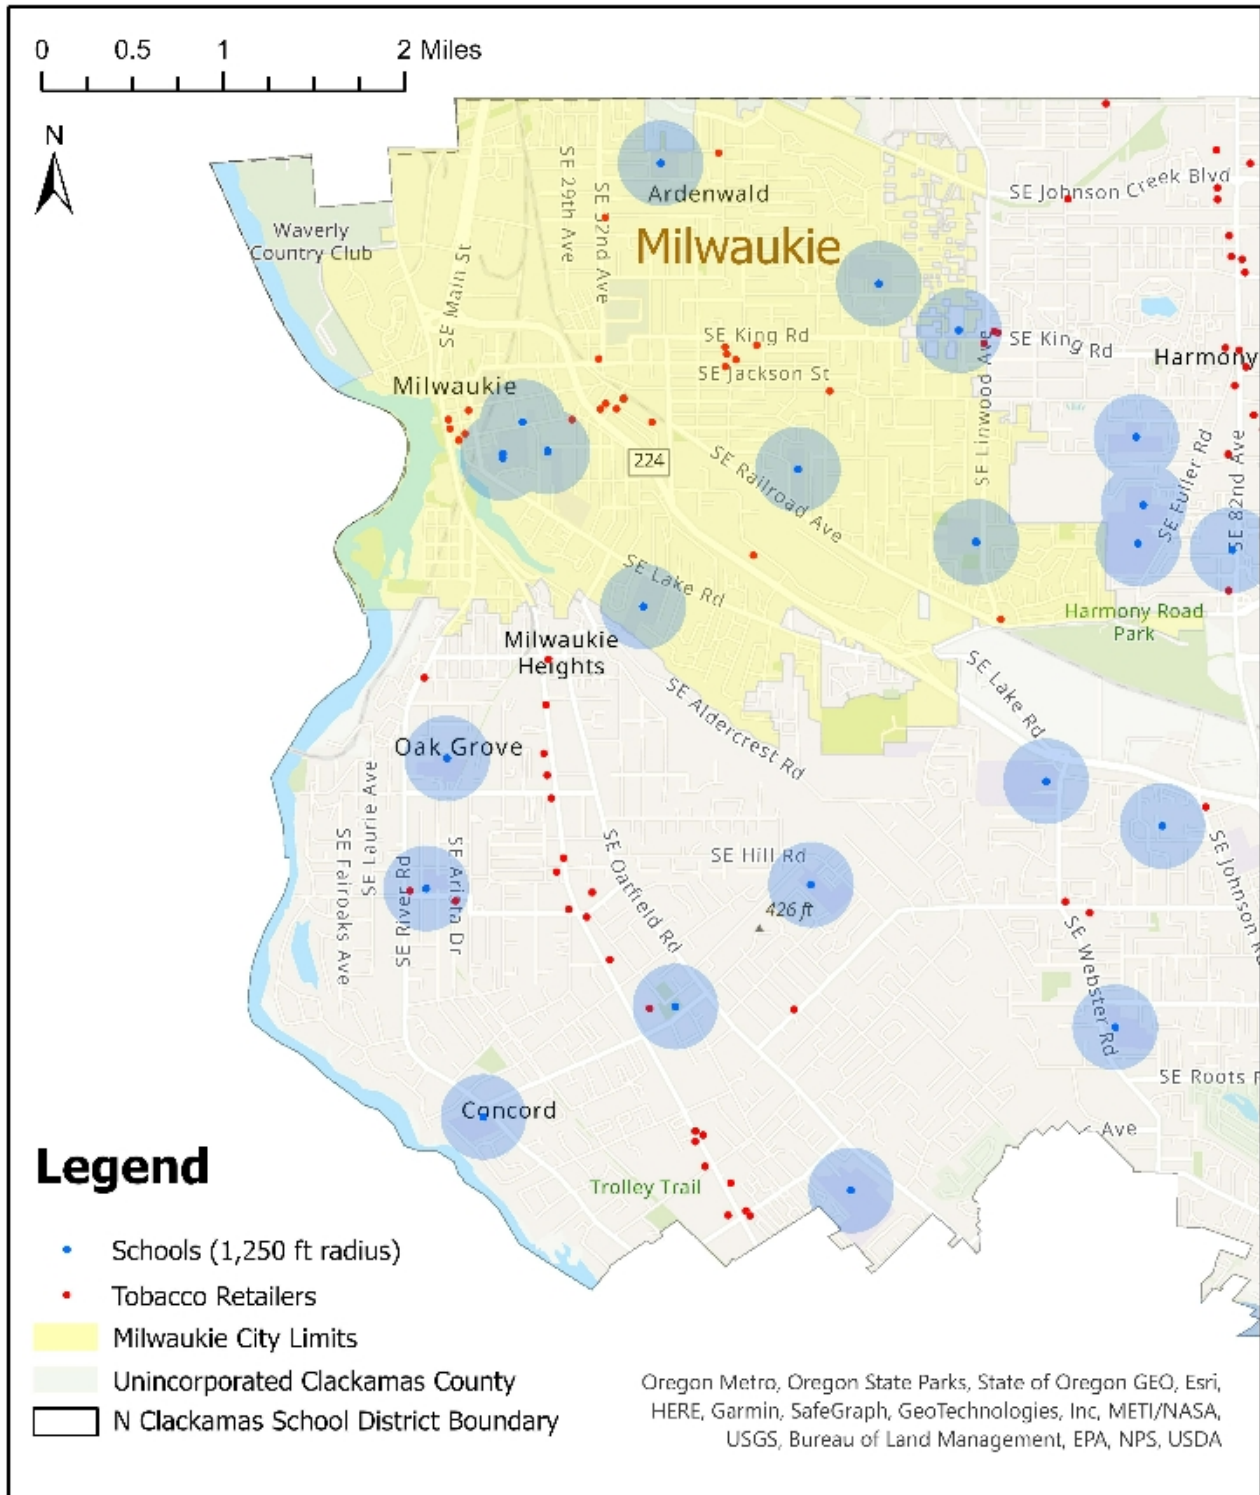 0 0.5 1 2 Miles
N
SE 29th Ave
SE 32nd Ave
Ardenwald
SE Johnson Creek Blvd
Waverly
Country Club
Milwaukie
SE Main St
SE King Rd
SE King Rd
Harmony
SE Jackson St
Milwaukie
SE Linwood Ave
224
SE Railroad Ave
SE Fuller Rd
SE 82nd Ave
SE Lake Rd
Harmony Road
Park
Milwaukie
Heights
SE Lake Rd
SE Aldercrest Rd
Oak Grove
SE Laurie Ave
SE Fairoaks Ave
SE River Rd
SE Arista Dr
SE Oatfield Rd
SE Hill Rd
426 ft
SE Johnson
SE Webster Rd
SE Roots
Concord
Ave
Trolley Trail
Legend
Schools (1,250 ft radius)
Tobacco Retailers
Milwaukie City Limits
Unincorporated Clackamas County
N Clackamas School District Boundary
Oregon Metro, Oregon State Parks, State of Oregon GEO, Esri,
HERE, Garmin, SafeGraph, GeoTechnologies, Inc, METI/NASA,
USGS, Bureau of Land Management, EPA, NPS, USDA